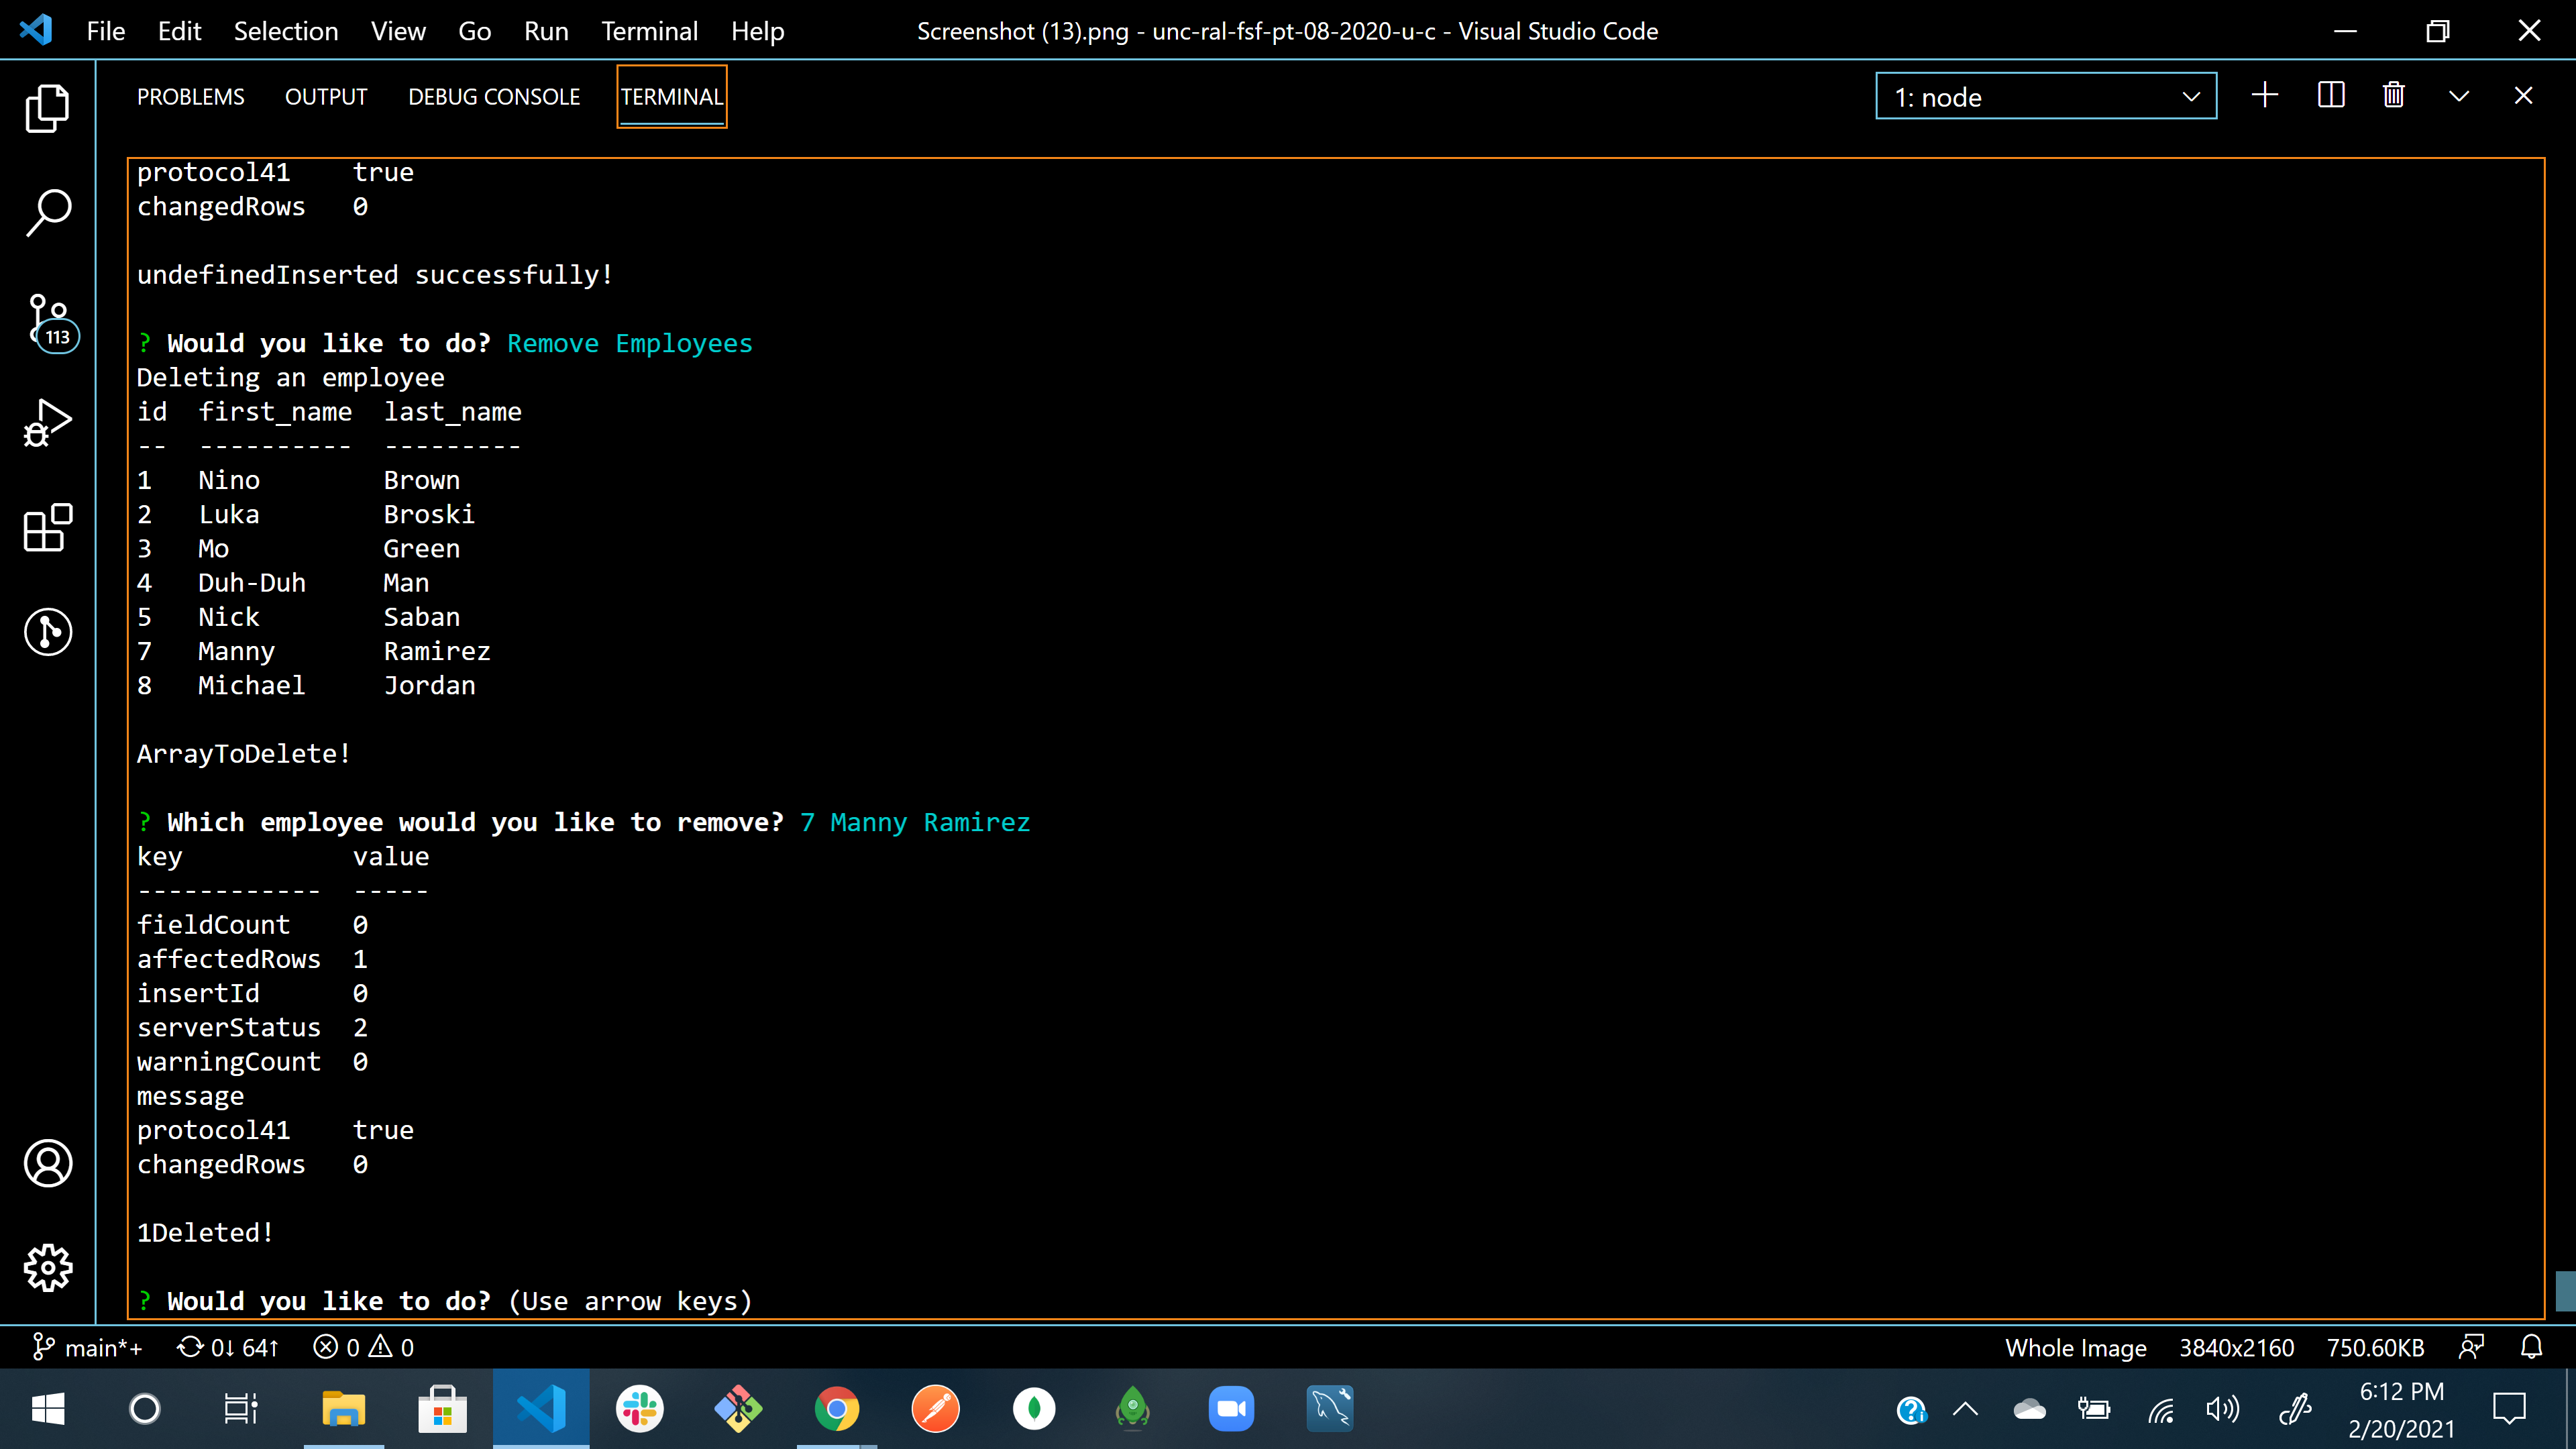 File Edit Selection View Go Run Terminal Help Screenshot (13).png - unc-ral-fsf-pt-08-2020-u-c - Visual Studio Code
PROBLEMS OUTPUT DEBUG CONSOLE TERMINAL 1: node
113
protocol41 true
changedRows 0
undefinedInserted successfully!
? Would you like to do? Remove Employees
Deleting an employee
id first_name last_name
-- ---------- ---------
1 Nino Brown
2 Luka Broski
3 Mo Green
4 Duh-Duh Man
5 Nick Saban
7 Manny Ramirez
8 Michael Jordan
ArrayToDelete!
? Which employee would you like to remove? 7 Manny Ramirez
key value
------------ -----
fieldCount 0
affectedRows 1
insertId 0
serverStatus 2
warningCount 0
message
protocol41 true
changedRows 0
1Deleted!
? Would you like to do? (Use arrow keys)
main*+ 0↓ 64↑ 0 0 Whole Image 3840x2160 750.60KB
6:12 PM
2/20/2021